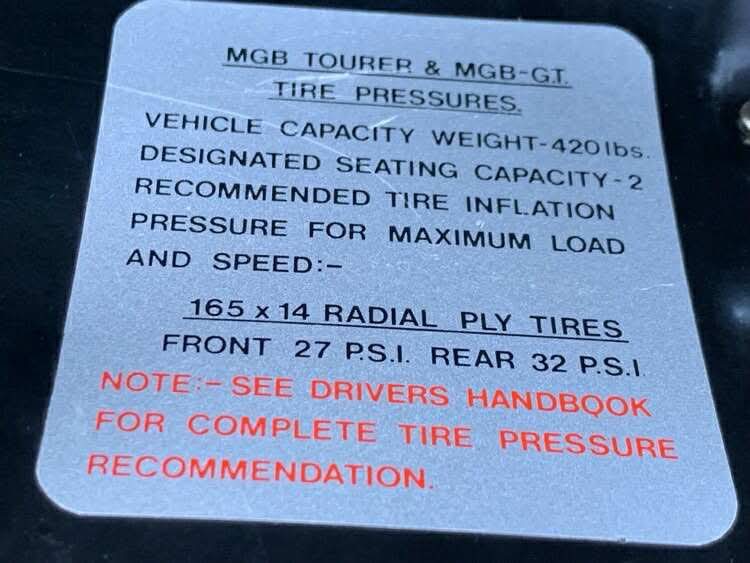 MGB TOURER & MGB-G.T.
TIRE PRESSURES.
VEHICLE CAPACITY WEIGHT-420lbs.
DESIGNATED SEATING CAPACITY-2
RECOMMENDED TIRE INFLATION
PRESSURE FOR MAXIMUM LOAD
AND SPEED:-
165 x 14 RADIAL PLY TIRES
FRONT 27 P.S.I. REAR 32 P.S.I.
NOTE:- SEE DRIVERS HANDBOOK
FOR COMPLETE TIRE PRESSURE
RECOMMENDATION.